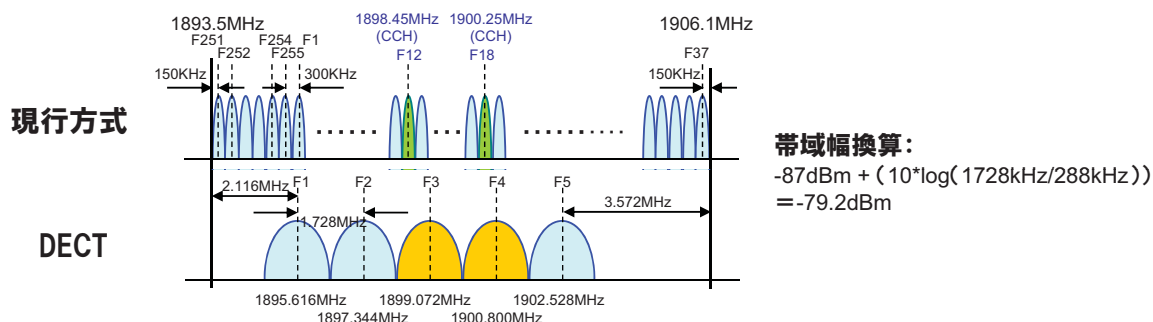 1893.5MHz
1898.45MHz
(CCH)
1900.25MHz
(CCH)
1906.1MHz
F251
F252
F254
F255
F1
F12
F18
F37
150KHz
300KHz
150KHz
現行方式
・・・・・・
・・・・
・・・・・・・・・
2.116MHz
F1
F2
F3
F4
F5
1.728MHz
3.572MHz
DECT
1895.616MHz
1897.344MHz
1899.072MHz
1900.800MHz
1902.528MHz
帯域幅換算:
-87dBm + (10*log(1728kHz/288kHz))
=-79.2dBm